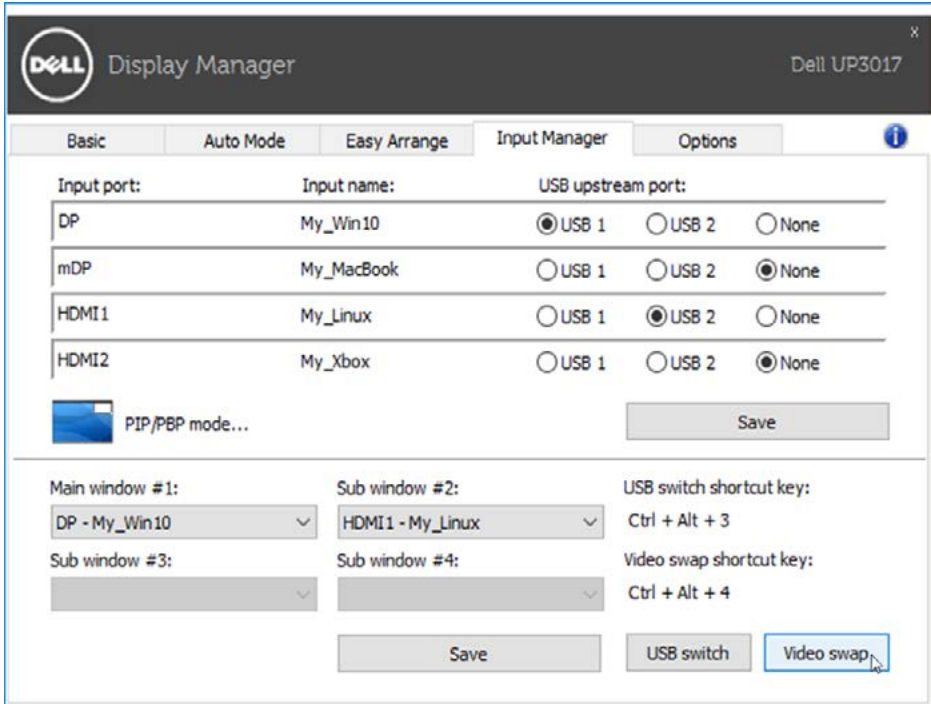 x
DELL Display Manager Dell UP3017
Basic Auto Mode Easy Arrange Input Manager Options i
Input port: Input name: USB upstream port:
DP My_Win10 USB 1 USB 2 None
mDP My_MacBook USB 1 USB 2 None
HDMI1 My_Linux USB 1 USB 2 None
HDMI2 My_Xbox USB 1 USB 2 None
PIP/PBP mode... Save
Main window #1: Sub window #2: USB switch shortcut key:
DP - My_Win10 HDMI1 - My_Linux Ctrl + Alt + 3
Sub window #3: Sub window #4: Video swap shortcut key:
Ctrl + Alt + 4
Save USB switch Video swap